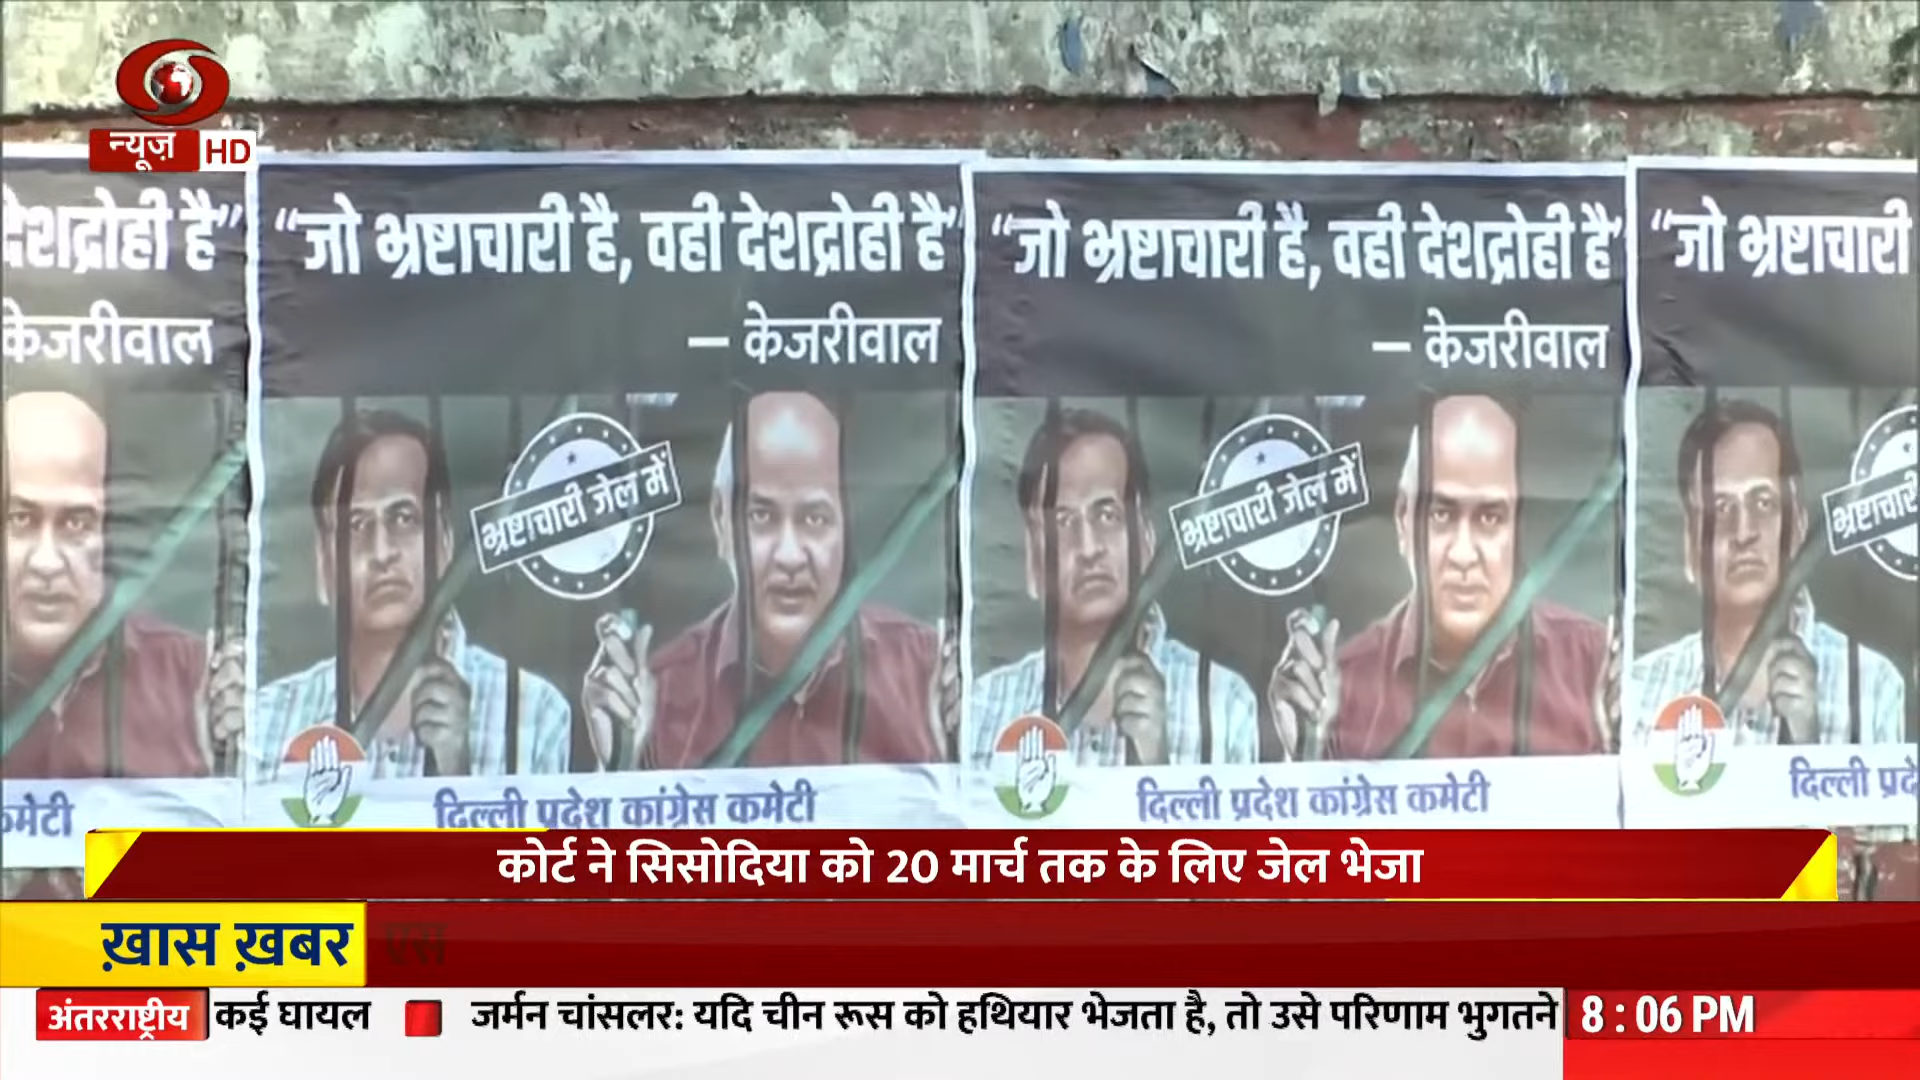 न्यूज़ HD
देशद्रोही है”
केजरीवाल
कमेटी
“जो भ्रष्टाचारी है, वही देशद्रोही है”
– केजरीवाल
भ्रष्टाचारी जेल में
दिल्ली प्रदेश कांग्रेस कमेटी
“जो भ्रष्टाचारी है, वही देशद्रोही है”
– केजरीवाल
भ्रष्टाचारी जेल में
दिल्ली प्रदेश कांग्रेस कमेटी
“जो भ्रष्टाचारी
भ्रष्टाचारी
दिल्ली प्रदे
कोर्ट ने सिसोदिया को 20 मार्च तक के लिए जेल भेजा
ख़ास ख़बर एस
अंतरराष्ट्रीय कई घायल जर्मन चांसलर: यदि चीन रूस को हथियार भेजता है, तो उसे परिणाम भुगतने 8 : 06 PM